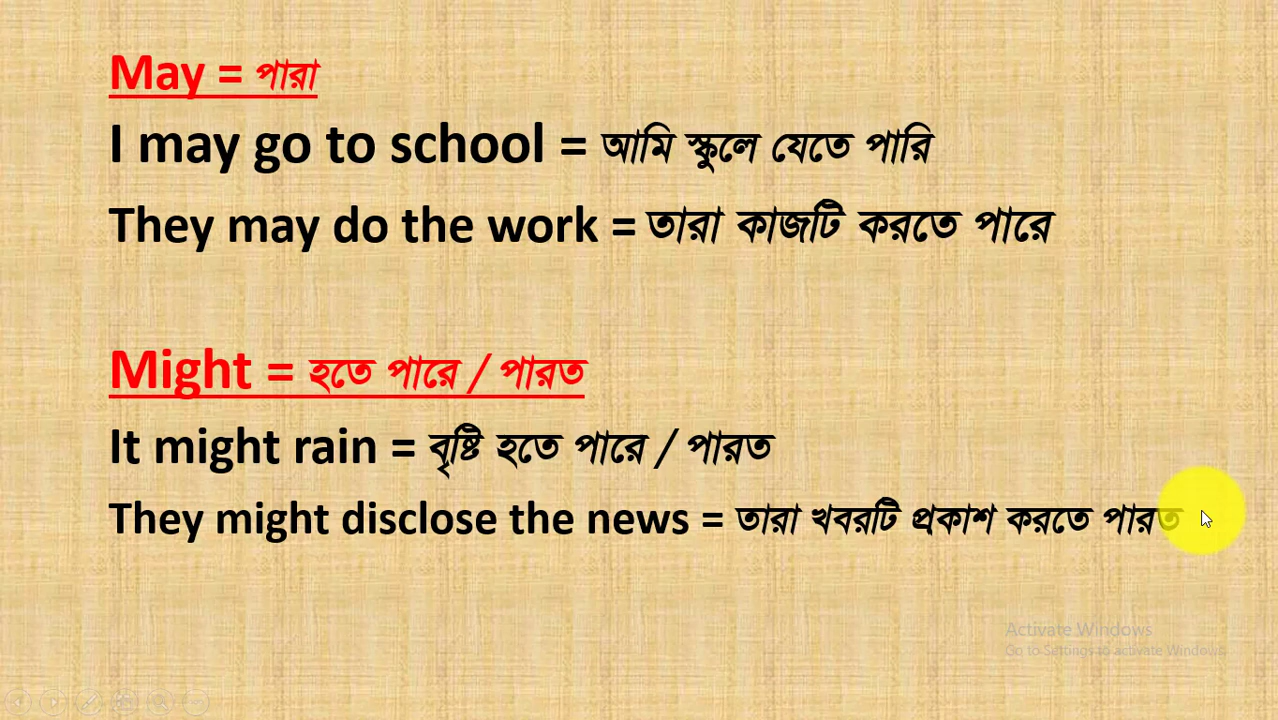 May = পারা
I may go to school = আমি স্কুলে যেতে পারি
They may do the work = তারা কাজটি করতে পারে
Might = হতে পারে / পারত
It might rain = বৃষ্টি হতে পারে / পারত
They might disclose the news = তারা খবরটি প্রকাশ করতে পারত
Activate Windows
Go to Settings to activate Windows.